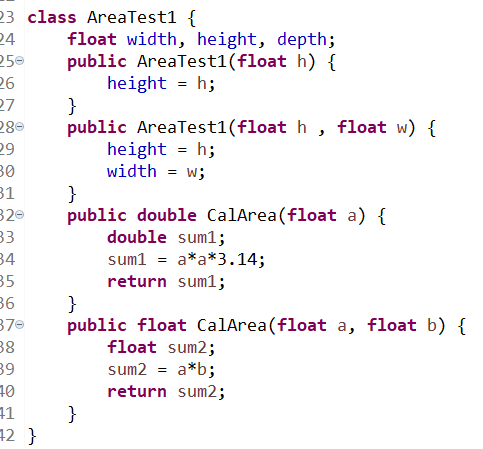 23 class AreaTest1 {
24     float width, height, depth;
25     public AreaTest1(float h) {
26         height = h;
27     }
28     public AreaTest1(float h , float w) {
29         height = h;
30         width = w;
31     }
32     public double CalArea(float a) {
33         double sum1;
34         sum1 = a*a*3.14;
35         return sum1;
36     }
37     public float CalArea(float a, float b) {
38         float sum2;
39         sum2 = a*b;
40         return sum2;
41     }
42 }